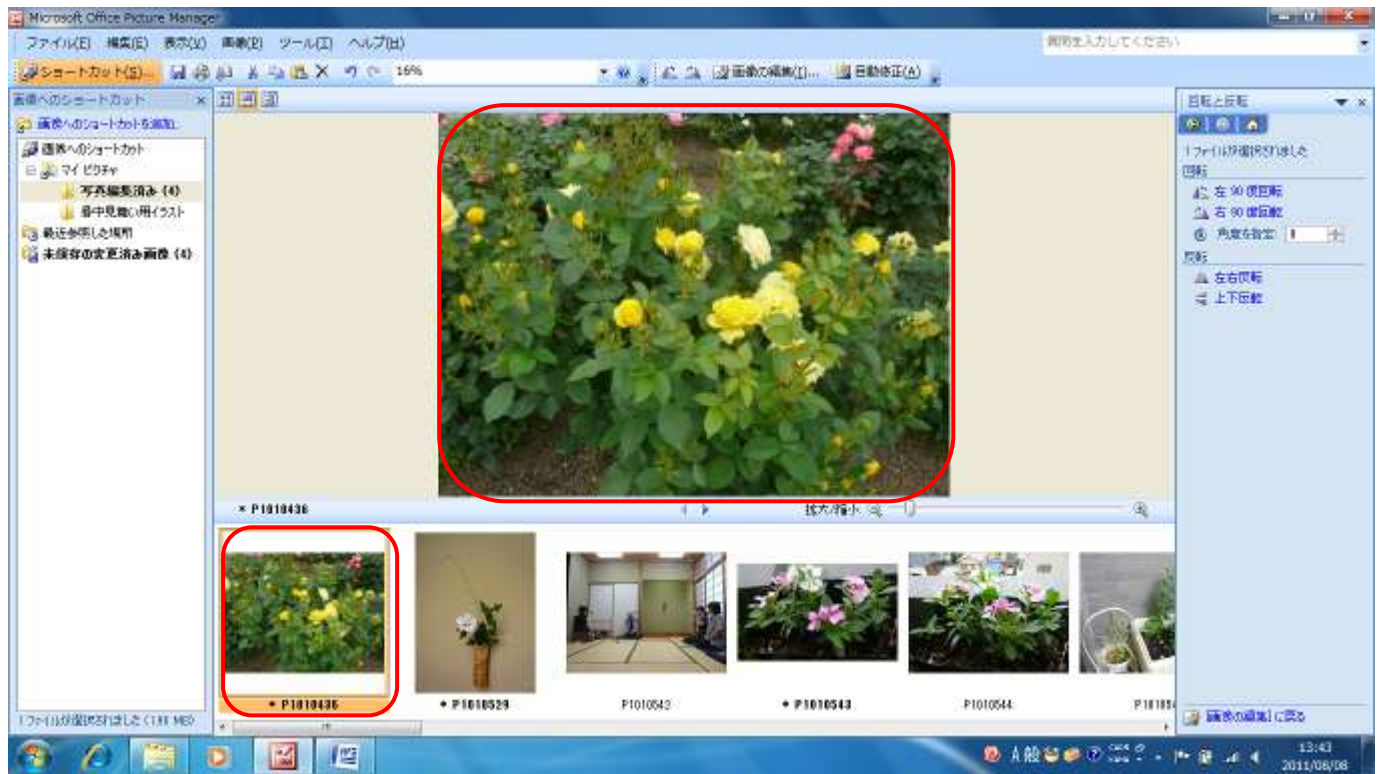 Microsoft Office Picture Manager
ファイル(F) 編集(E) 表示(V) 画像(P) ツール(T) ヘルプ(H)
質問を入力してください
ショートカット(S)... 16% 画像の編集(I)... 自動修正(A)
画像へのショートカット
画像へのショートカットを追加...
画像へのショートカット
マイ ピクチャ
写真編集済み (4)
暑中見舞い用イラスト
最近参照した場所
未保存の変更済み画像 (4)
1 ファイルが選択されました (1.91 MB)
* P1010436
拡大/縮小
* P1010436 * P1010529 P1010542 * P1010543 P1010544
回転と反転
1 ファイルが選択されました
回転
左 90 度回転
右 90 度回転
角度を指定
反転
左右反転
上下反転
[画像の編集] に戻る
A 般
13:43
2011/08/08